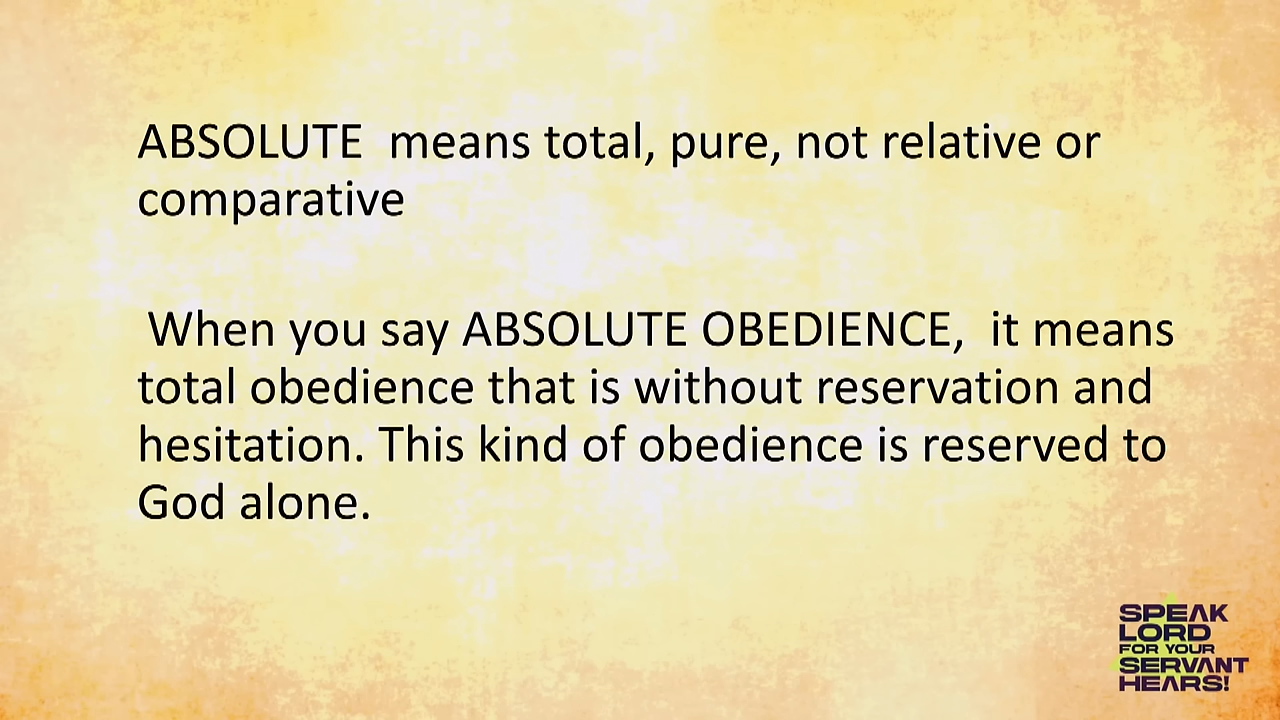 ABSOLUTE  means total, pure, not relative or
comparative
When you say ABSOLUTE OBEDIENCE,  it means
total obedience that is without reservation and
hesitation. This kind of obedience is reserved to
God alone.
SPEAK
LORD
FOR YOUR
SERVANT
HEARS!